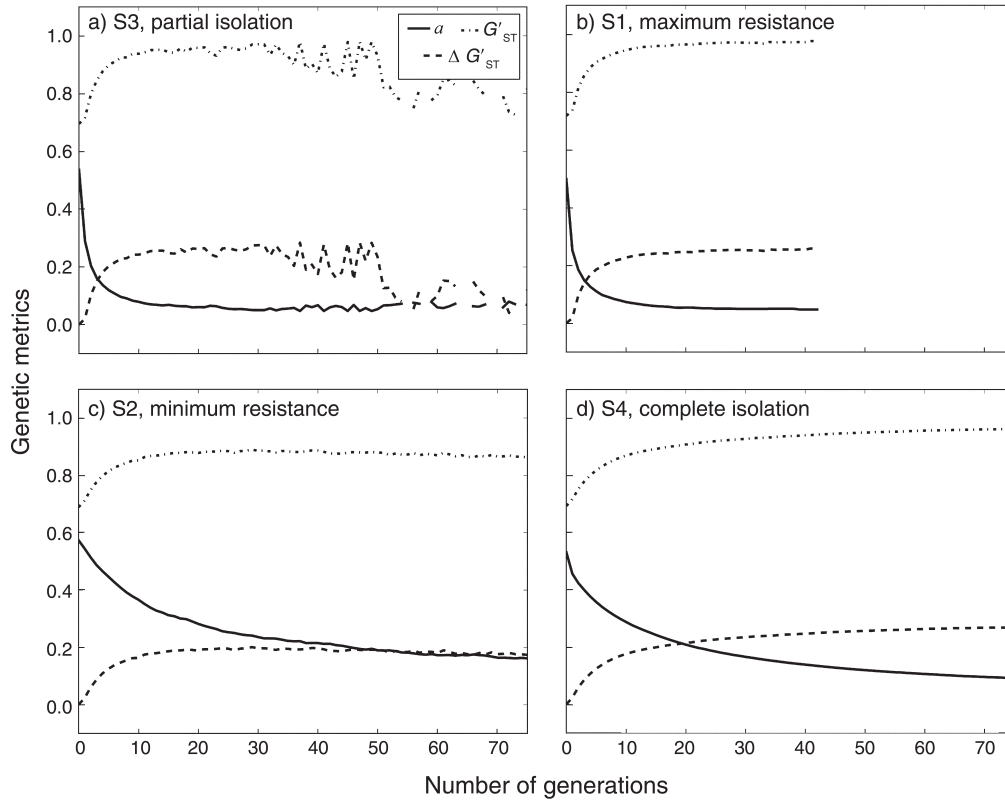 a) S3, partial isolation
a G′ST
Δ G′ST
b) S1, maximum resistance
1.0
0.8
0.6
0.4
0.2
0.0
c) S2, minimum resistance
d) S4, complete isolation
1.0
0.8
0.6
0.4
0.2
0.0
0 10 20 30 40 50 60 70
0 10 20 30 40 50 60 70
Genetic metrics
Number of generations